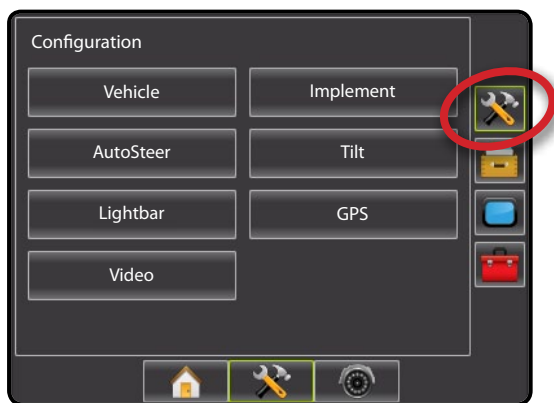 Configuration
Vehicle
Implement
AutoSteer
Tilt
Lightbar
GPS
Video